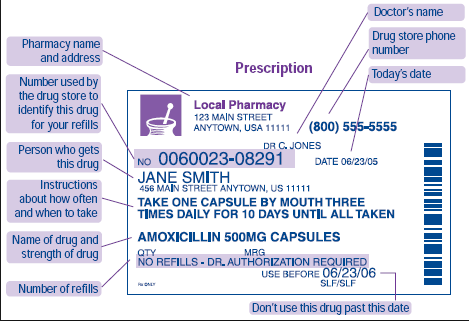 Doctor's name
Pharmacy name
and address
Drug store phone
number
Prescription
Today's date
Number used by
the drug store to
identify this drug
for your refills
Local Pharmacy
123 MAIN STREET
ANYTOWN, USA 11111
(800) 555-5555
DR C. JONES
Person who gets
this drug
NO 0060023-08291
DATE 06/23/05
JANE SMITH
456 MAIN STREET ANYTOWN, US 11111
Instructions
about how often
and when to take
TAKE ONE CAPSULE BY MOUTH THREE
TIMES DAILY FOR 10 DAYS UNTIL ALL TAKEN
Name of drug and
strength of drug
AMOXICILLIN 500MG CAPSULES
QTY MRG
NO REFILLS - DR. AUTHORIZATION REQUIRED
Number of refills
USE BEFORE 06/23/06
SLF/SLF
Rx ONLY
Don't use this drug past this date